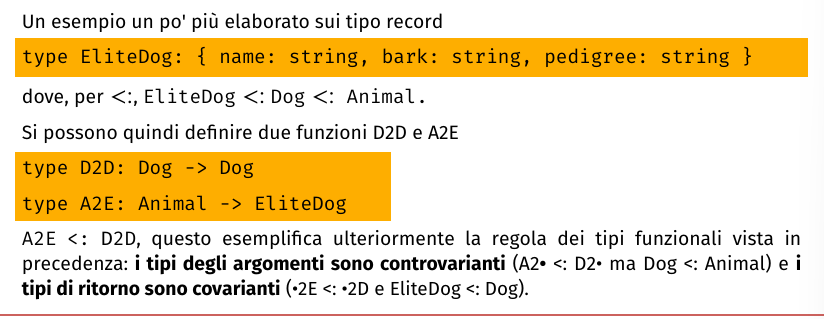 Un esempio un po' più elaborato sui tipo record
type EliteDog: { name: string, bark: string, pedigree: string }
dove, per <:, EliteDog <: Dog <: Animal.
Si possono quindi definire due funzioni D2D e A2E
type D2D: Dog -> Dog
type A2E: Animal -> EliteDog
A2E <: D2D, questo esemplifica ulteriormente la regola dei tipi funzionali vista in
precedenza: i tipi degli argomenti sono controvarianti (A2• <: D2• ma Dog <: Animal) e i
tipi di ritorno sono covarianti (•2E <: •2D e EliteDog <: Dog).